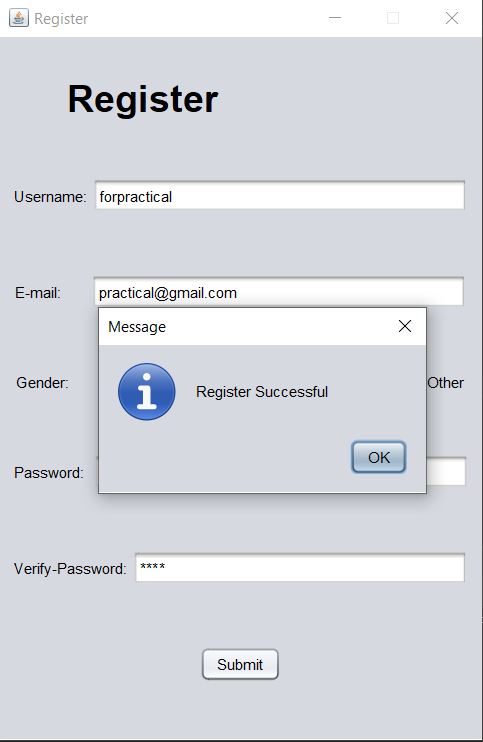 Register
Register
Username: forpractical
E-mail: practical@gmail.com
Message
Register Successful
OK
Gender: Other
Password:
Verify-Password: ****
Submit